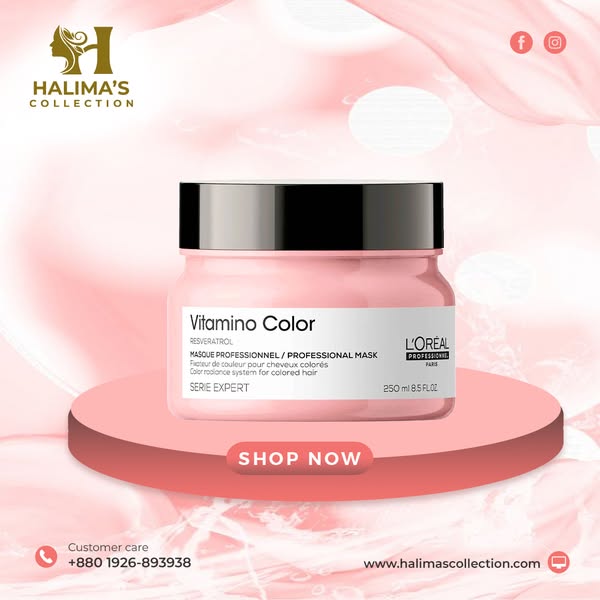 H
HALIMA'S
COLLECTION
Vitamino Color
RESVERATROL
MASQUE PROFESSIONNEL / PROFESSIONAL MASK
Fixateur de couleur pour cheveux colorés
Color radiance system for colored hair
SERIE EXPERT
L'ORÉAL
PROFESSIONNEL
PARIS
250 ml 8.5 FL.OZ.
SHOP NOW
Customer care
+880 1926-893938
www.halimascollection.com